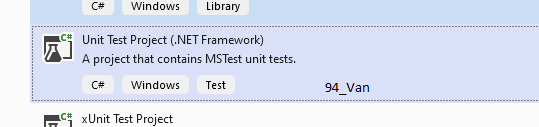 C# Windows Library
Unit Test Project (.NET Framework)
A project that contains MSTest unit tests.
C# Windows Test 94_Van
xUnit Test Project